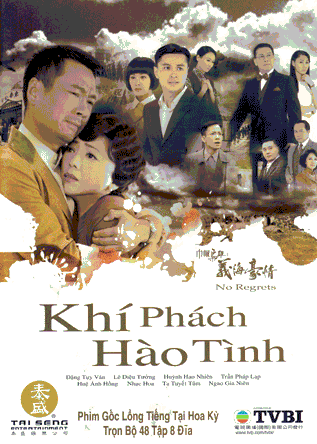 巾幗梟雄之
義海豪情
No Regrets
Khí Phách
Hào Tình
Đặng Tụy Văn Lê Diệu Tường Huỳnh Hạo Nhiên Trần Pháp Lạp
Huệ Anh Hồng Nhạc Hoa Tạ Tuyết Tâm Ngao Gia Niên
泰盛
TAI SENG
ENTERTAINMENT
Phim Gốc Lồng Tiếng Tại Hoa Kỳ
Trọn Bộ 48 Tập 8 Đĩa
TVBI